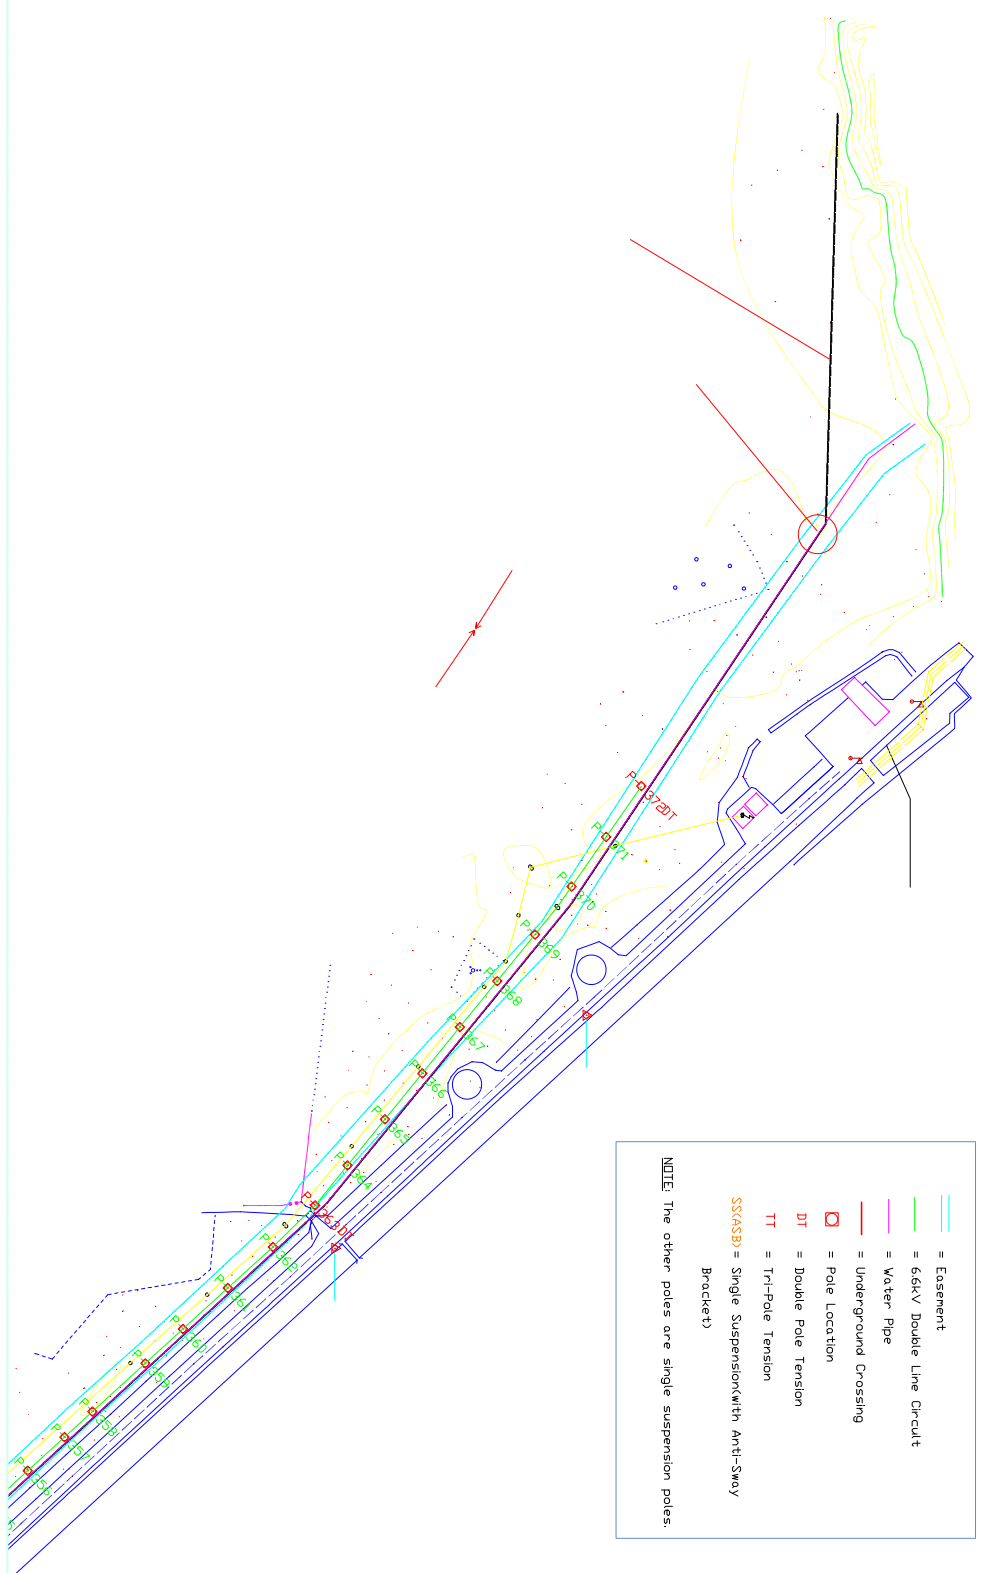 P-372DT
P-371
P-370
P-369
P-368
P-367
P-366
P-365
P-364
P-363DT
P-362
P-361
P-360
P-359
P-358
P-357
P-356
= Easement
= 6.6kV Double Line Circuit
= Water Pipe
= Underground Crossing
= Pole Location
DT = Double Pole Tension
TT = Tri-Pole Tension
SS(ASB) = Single Suspension(with Anti-Sway
Bracket)
NOTE: The other poles are single suspension poles.